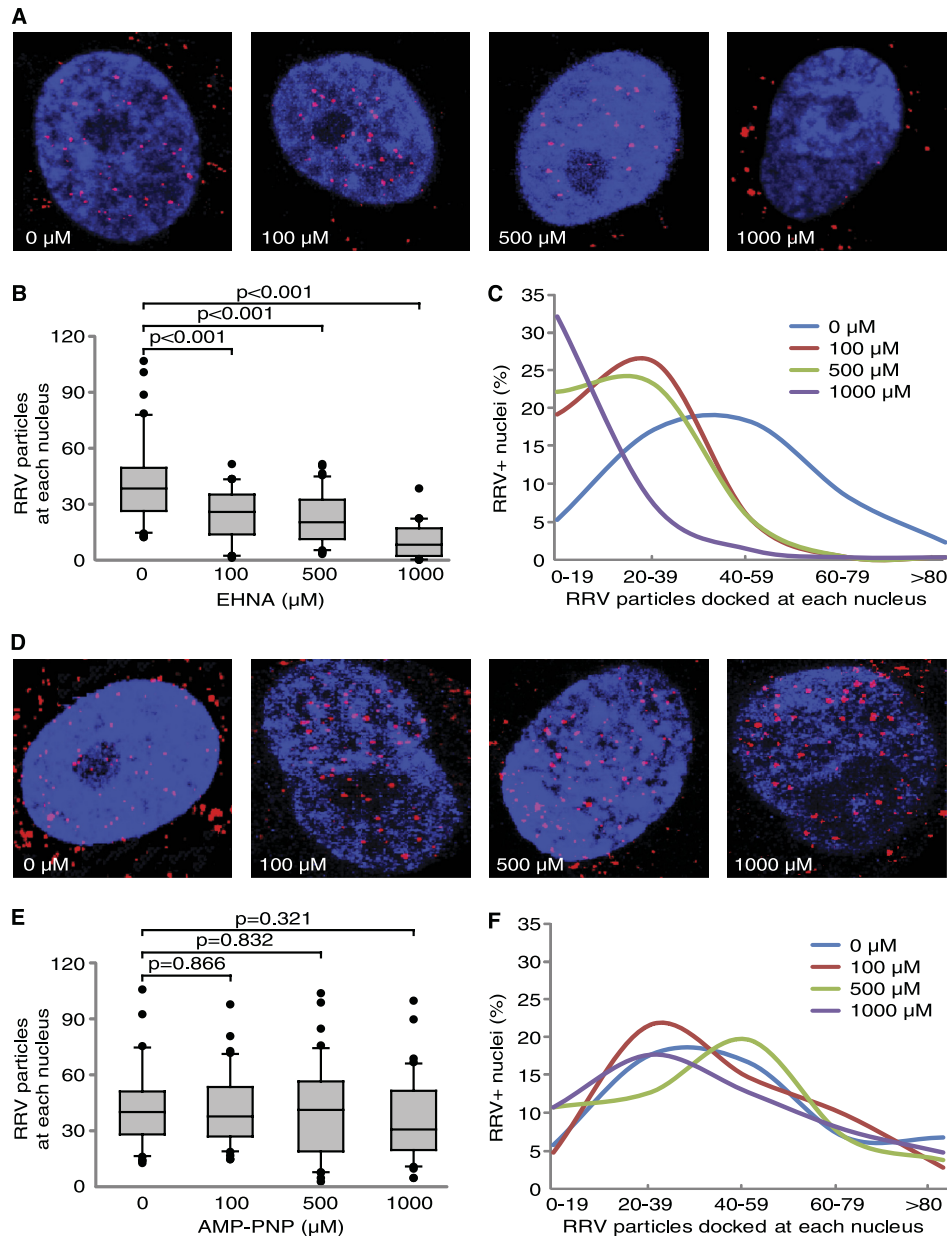 A
0 µM
100 µM
500 µM
1000 µM
B
p<0.001
p<0.001
p<0.001
120
90
60
30
0
RRV particles
at each nucleus
0
100
500
1000
EHNA (µM)
C
35
30
25
20
15
10
5
0
RRV+ nuclei (%)
0 µM
100 µM
500 µM
1000 µM
0-19
20-39
40-59
60-79
>80
RRV particles docked at each nucleus
D
0 µM
100 µM
500 µM
1000 µM
E
p=0.321
p=0.832
p=0.866
120
90
60
30
0
RRV particles
at each nucleus
0
100
500
1000
AMP-PNP (µM)
F
35
30
25
20
15
10
5
0
RRV+ nuclei (%)
0 µM
100 µM
500 µM
1000 µM
0-19
20-39
40-59
60-79
>80
RRV particles docked at each nucleus